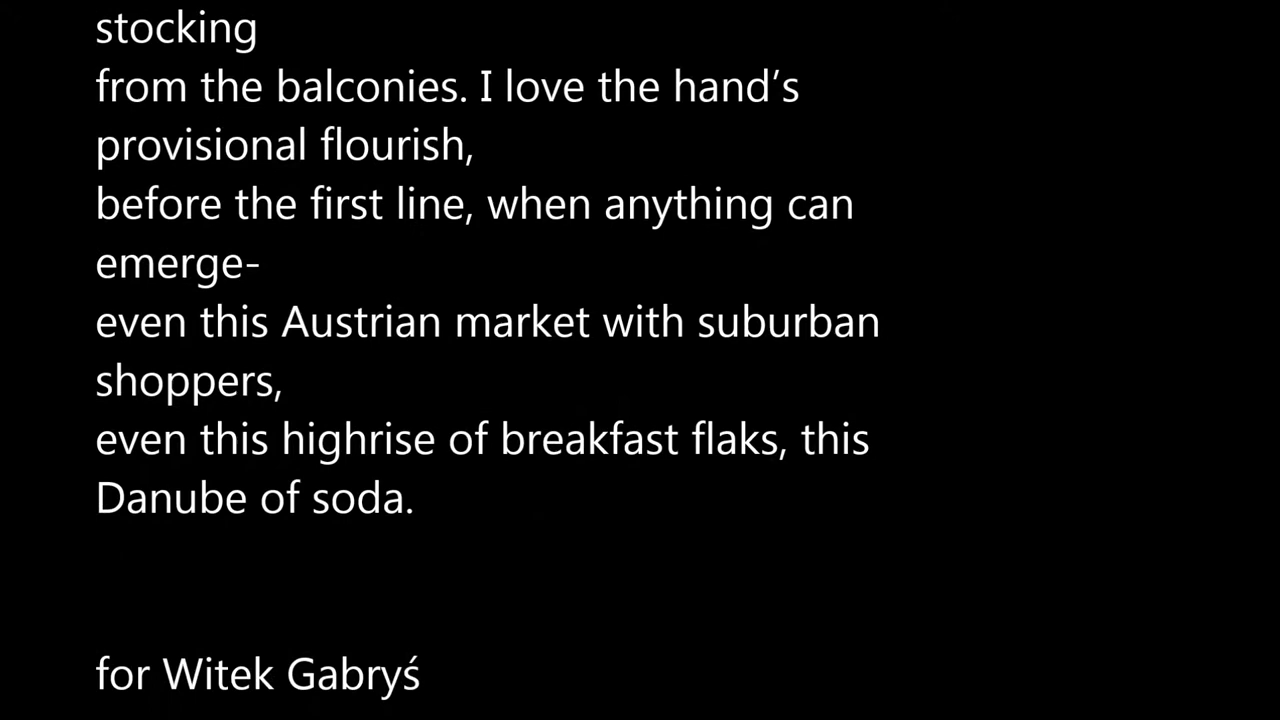 stocking
from the balconies. I love the hand’s
provisional flourish,
before the first line, when anything can
emerge-
even this Austrian market with suburban
shoppers,
even this highrise of breakfast flaks, this
Danube of soda.
for Witek Gabryś